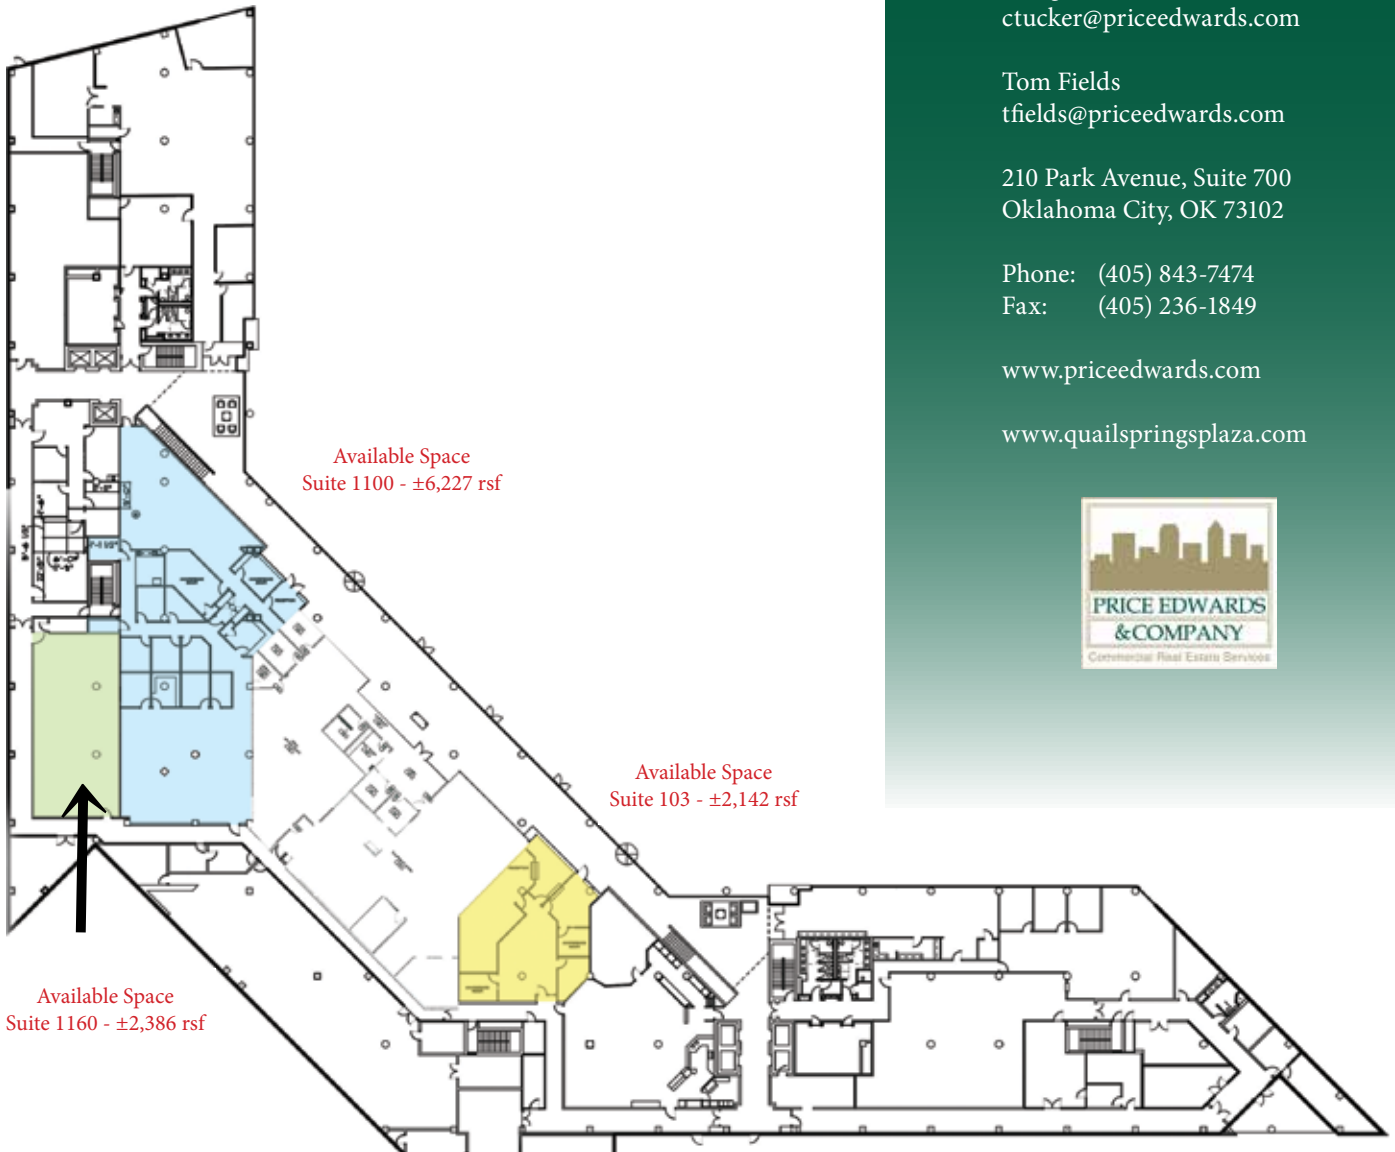 ctucker@priceedwards.com
Tom Fields
tfields@priceedwards.com
210 Park Avenue, Suite 700
Oklahoma City, OK 73102
Phone: (405) 843-7474
Fax: (405) 236-1849
www.priceedwards.com
www.quailspringsplaza.com
PRICE EDWARDS
&COMPANY
Commercial Real Estate Services
Available Space
Suite 1100 - ±6,227 rsf
Available Space
Suite 103 - ±2,142 rsf
Available Space
Suite 1160 - ±2,386 rsf